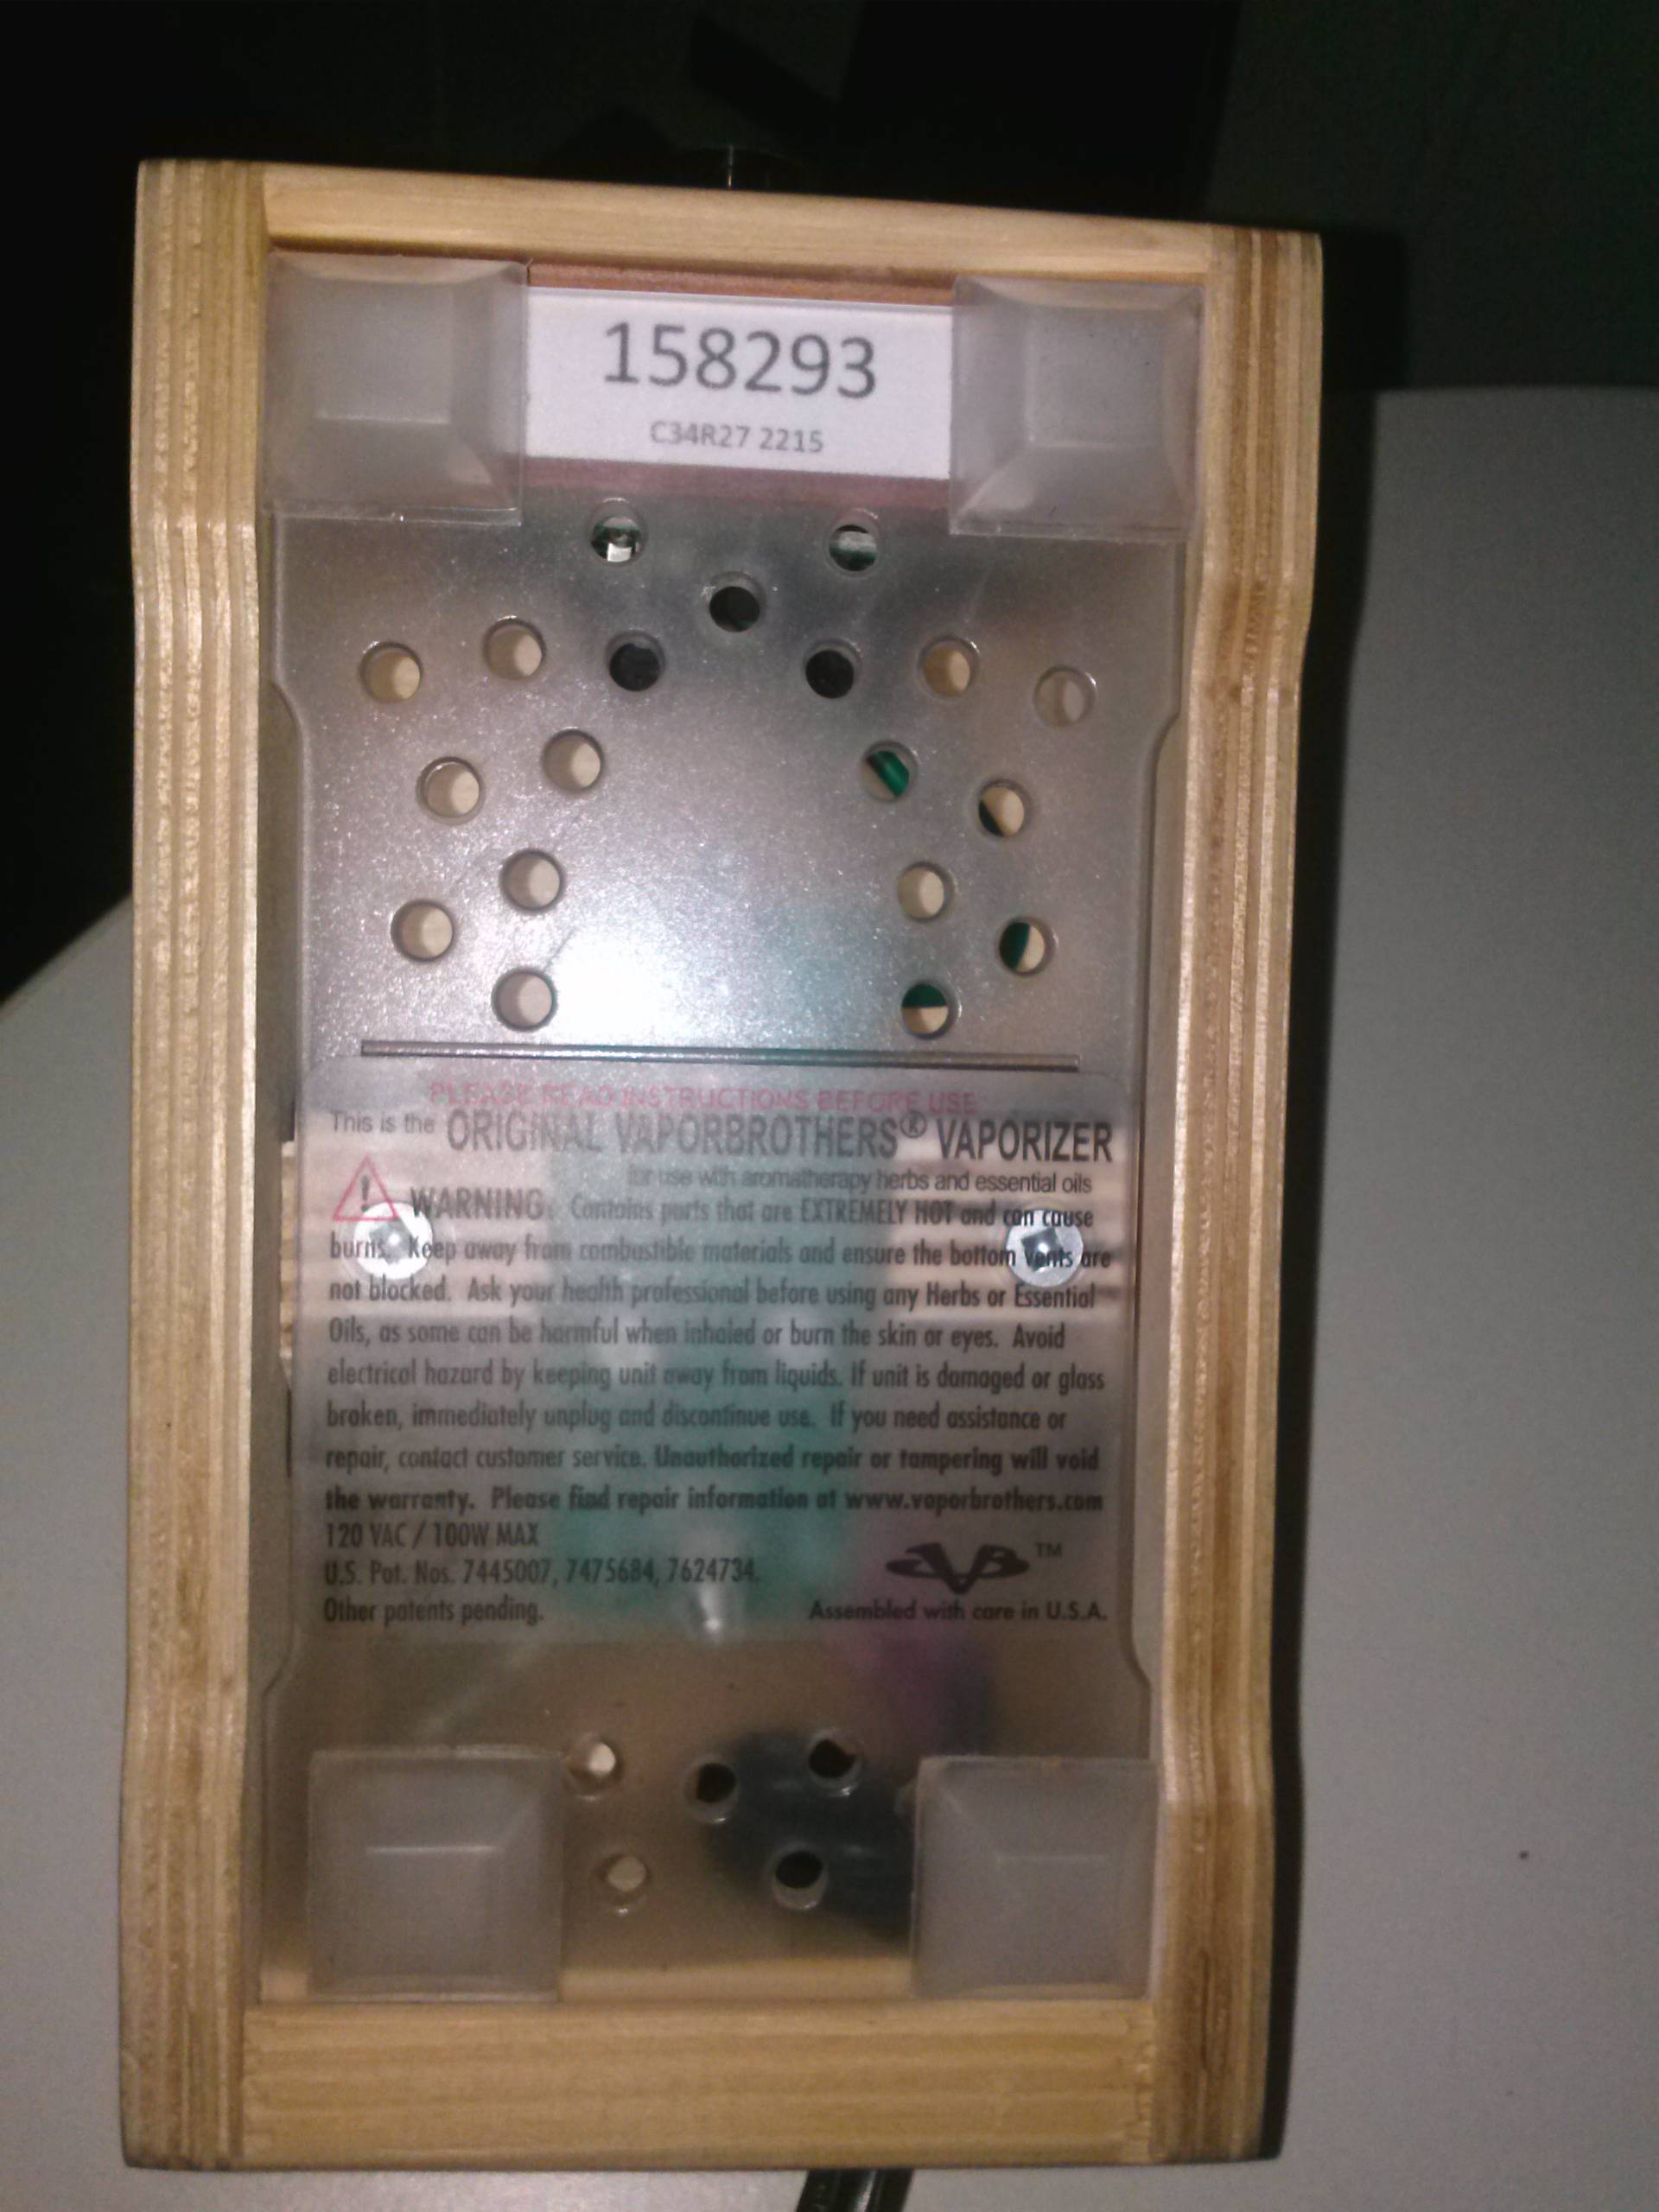 158293
C34R27 2215
PLEASE READ INSTRUCTIONS BEFORE USE
This is the ORIGINAL VAPORBROTHERS® VAPORIZER
for use with aromatherapy herbs and essential oils
! WARNING: Contains parts that are EXTREMELY HOT and can cause
burns. Keep away from combustible materials and ensure the bottom vents are
not blocked. Ask your health professional before using any Herbs or Essential
Oils, as some can be harmful when inhaled or burn the skin or eyes. Avoid
electrical hazard by keeping unit away from liquids. If unit is damaged or glass
broken, immediately unplug and discontinue use. If you need assistance or
repair, contact customer service. Unauthorized repair or tampering will void
the warranty. Please find repair information at www.vaporbrothers.com
120 VAC / 100W MAX
U.S. Pat. Nos. 7445007, 7475684, 7624734.
Other patents pending.
VB™
Assembled with care in U.S.A.